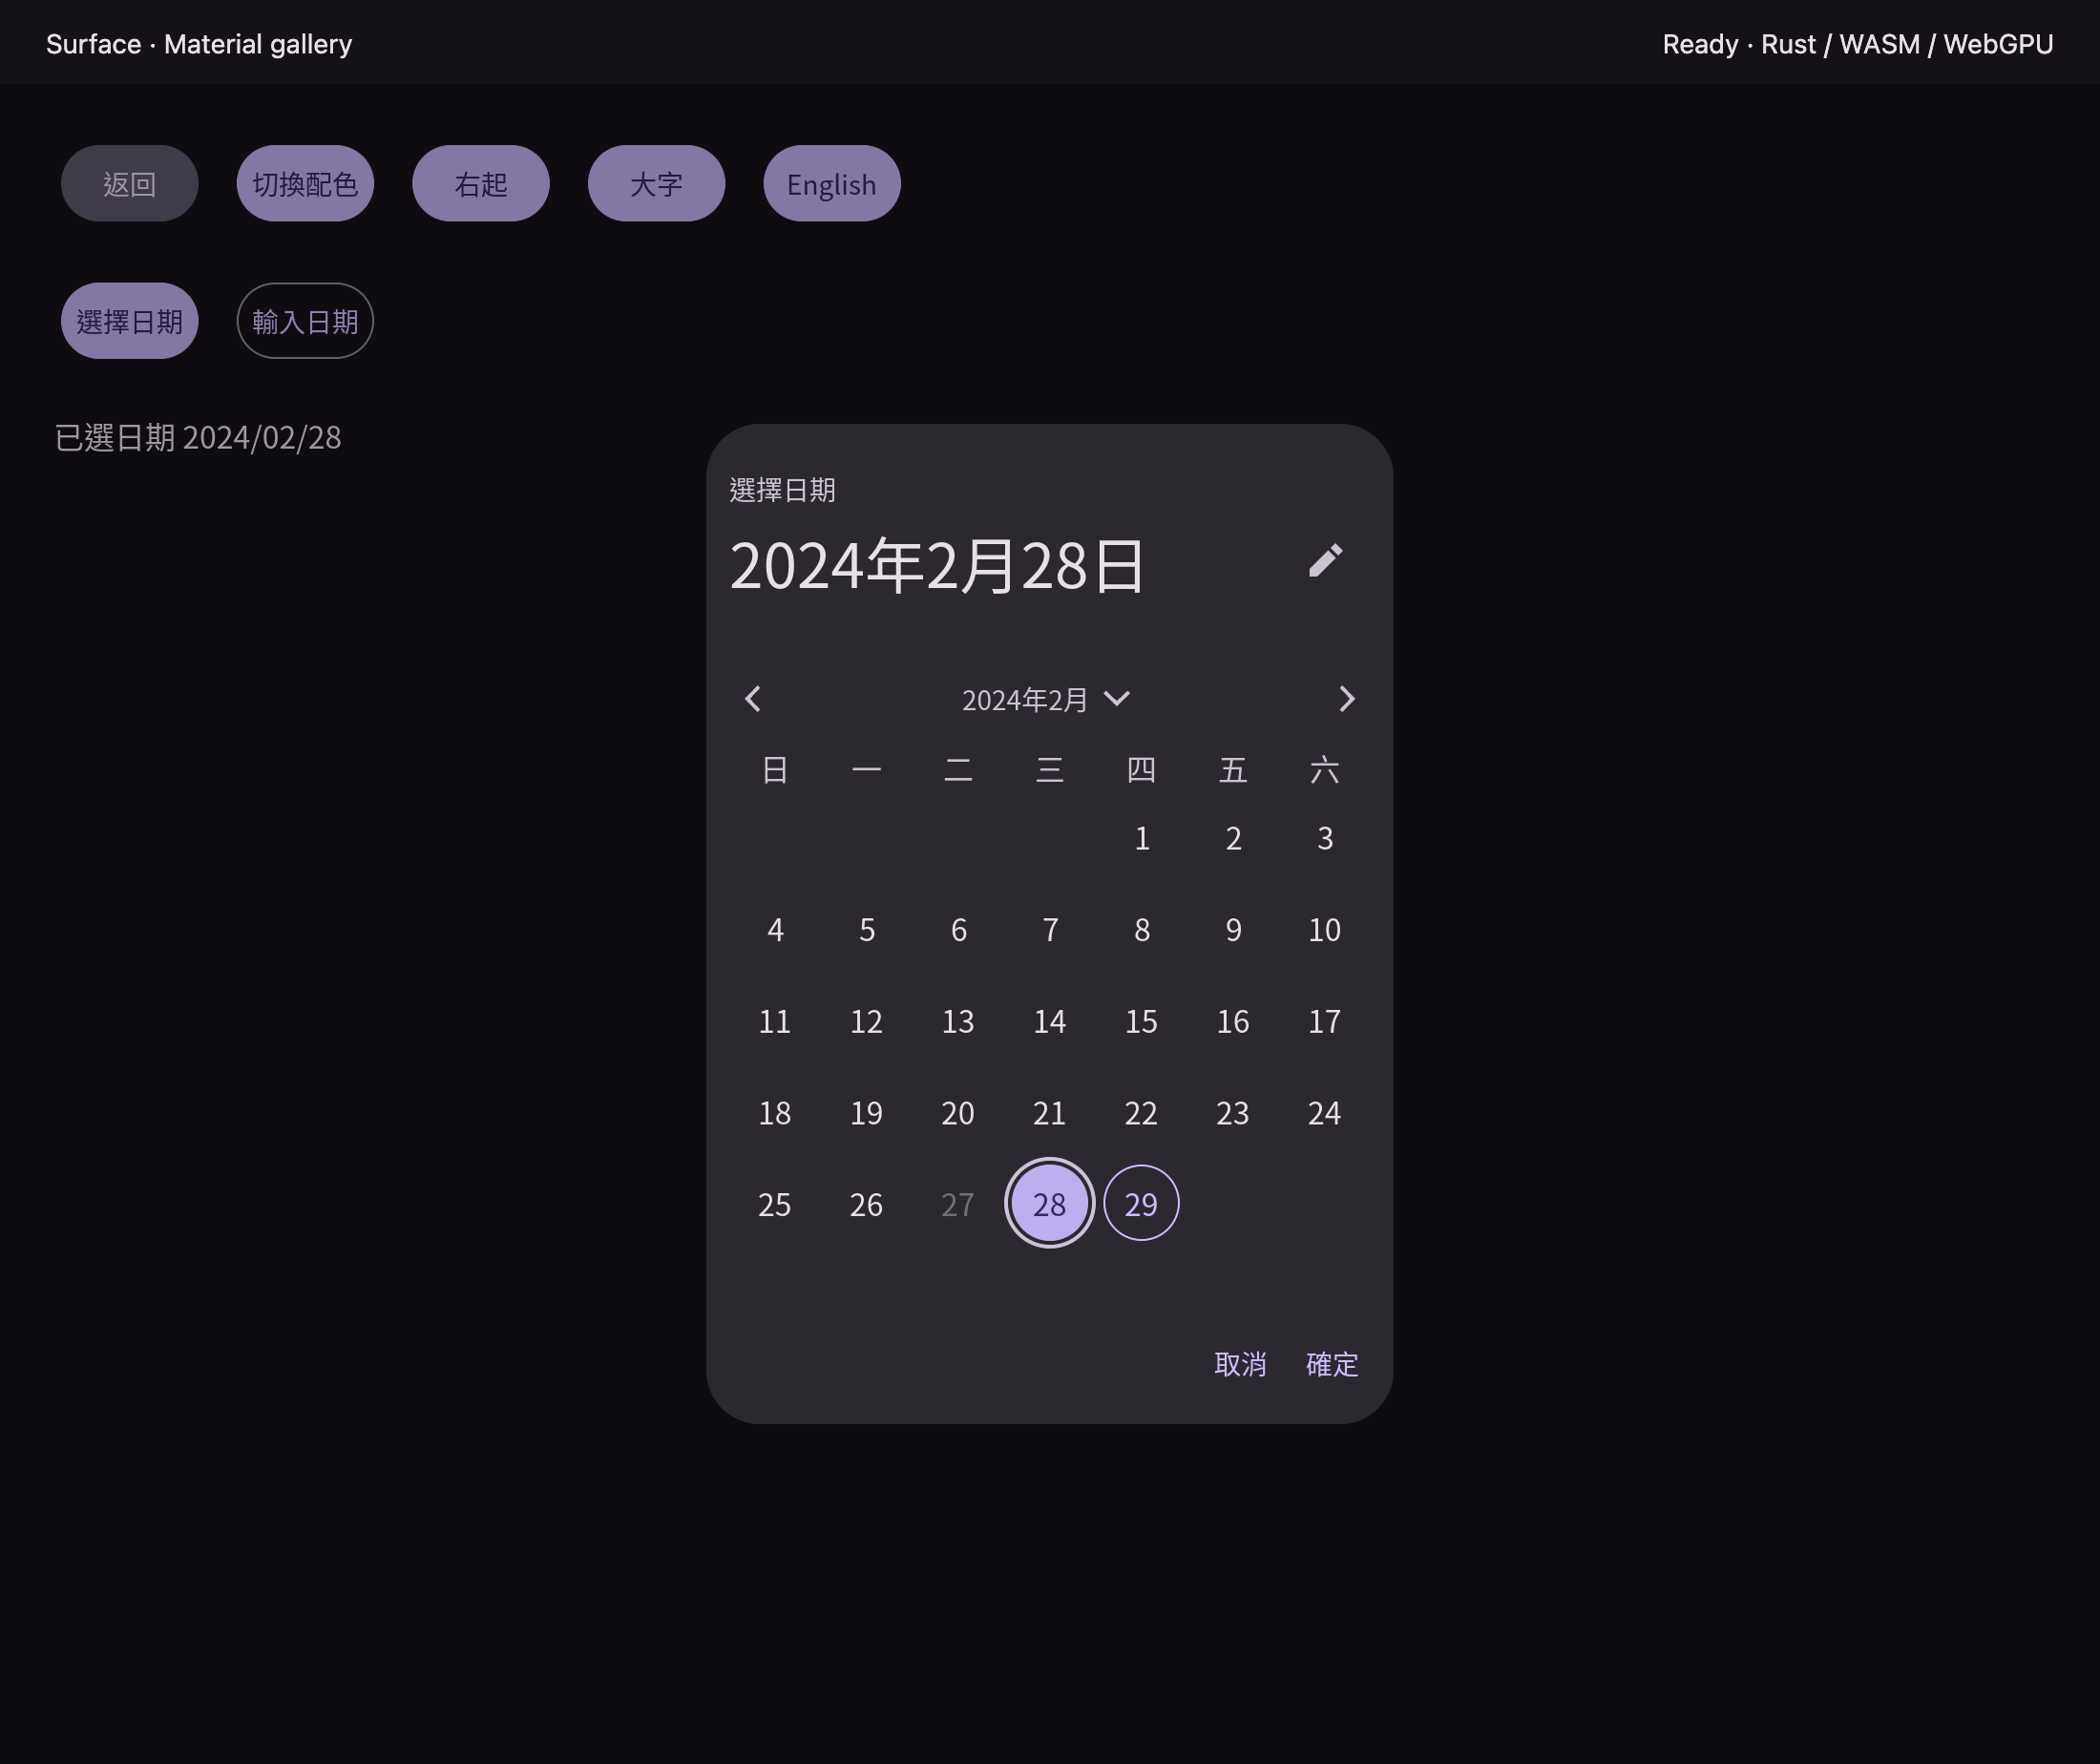 Surface · Material gallery
Ready · Rust / WASM / WebGPU
返回 切換配色 右起 大字 English
選擇日期 輸入日期
已選日期 2024/02/28
選擇日期
2024年2月28日
2024年2月
日 一 二 三 四 五 六
1 2 3
4 5 6 7 8 9 10
11 12 13 14 15 16 17
18 19 20 21 22 23 24
25 26 27 28 29
取消 確定